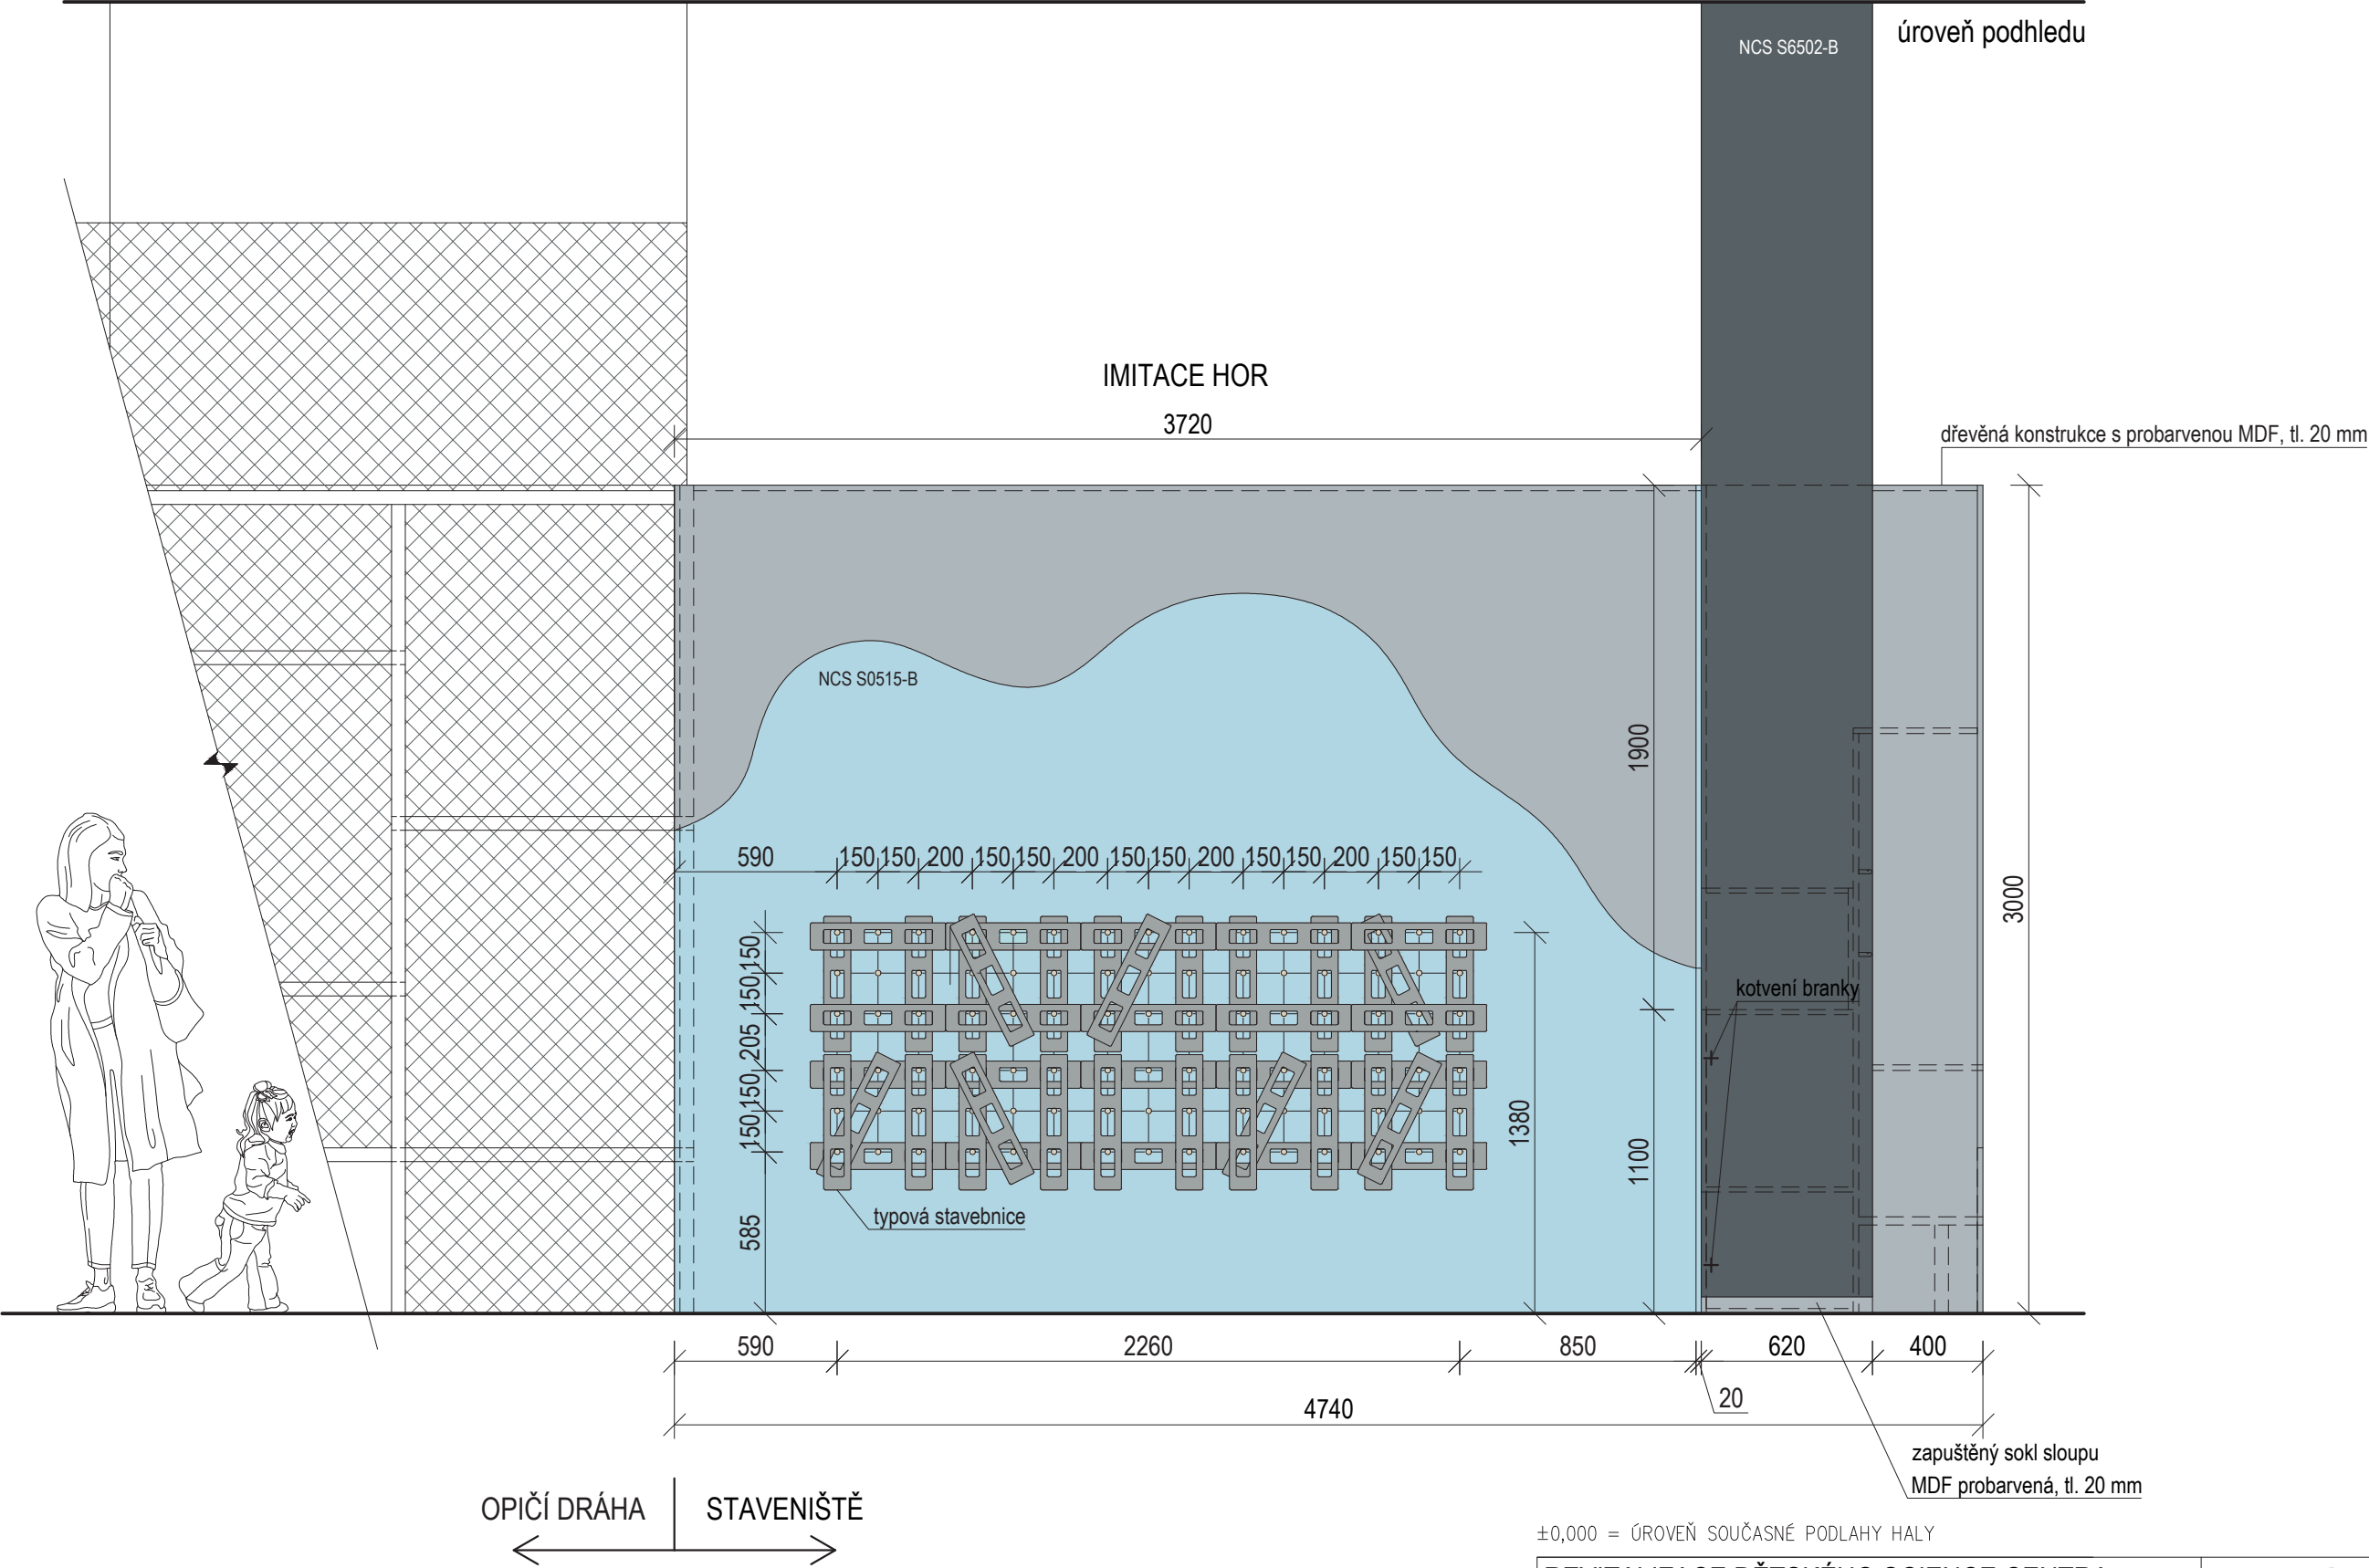 úroveň podhledu
NCS S6502-B
IMITACE HOR
3720
dřevěná konstrukce s probarvenou MDF, tl. 20 mm
NCS S0515-B
1900
590 150 150 200 150 150 200 150 150 200 150 150 200 150 150
3000
150
150
205
150
150
585
kotvení branky
1380
1100
typová stavebnice
590 2260 850 620 400
20
4740
zapuštěný sokl sloupu
MDF probarvená, tl. 20 mm
OPIČÍ DRÁHA STAVENIŠTĚ
±0,000 = ÚROVEŇ SOUČASNÉ PODLAHY HALY